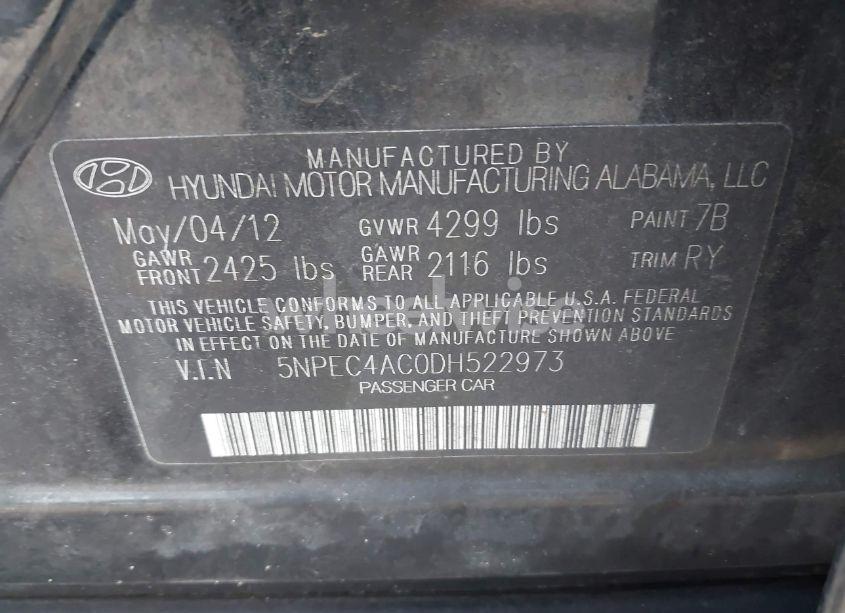 MANUFACTURED BY
HYUNDAI MOTOR MANUFACTURING ALABAMA, LLC
May/04/12 GVWR 4299 lbs PAINT 7B
GAWR FRONT 2425 lbs GAWR REAR 2116 lbs TRIM RY
THIS VEHICLE CONFORMS TO ALL APPLICABLE U.S.A. FEDERAL
MOTOR VEHICLE SAFETY, BUMPER, AND THEFT PREVENTION STANDARDS
IN EFFECT ON THE DATE OF MANUFACTURE SHOWN ABOVE
V.I.N 5NPEC4AC0DH522973
PASSENGER CAR